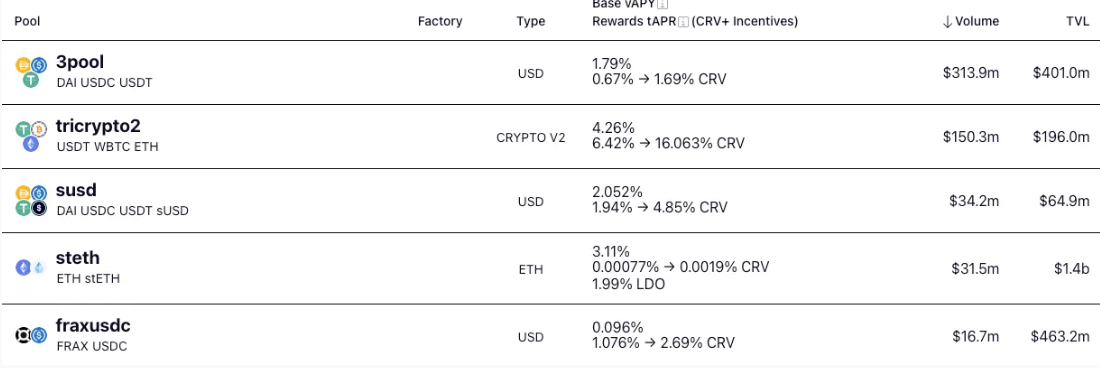 Base vAPY
Pool Factory Type Rewards tAPR (CRV+ Incentives) ↓ Volume TVL
3pool
DAI USDC USDT
USD
1.79%
0.67% → 1.69% CRV
$313.9m $401.0m
tricrypto2
USDT WBTC ETH
CRYPTO V2
4.26%
6.42% → 16.063% CRV
$150.3m $196.0m
susd
DAI USDC USDT sUSD
USD
2.052%
1.94% → 4.85% CRV
$34.2m $64.9m
steth
ETH stETH
ETH
3.11%
0.00077% → 0.0019% CRV
1.99% LDO
$31.5m $1.4b
fraxusdc
FRAX USDC
USD
0.096%
1.076% → 2.69% CRV
$16.7m $463.2m